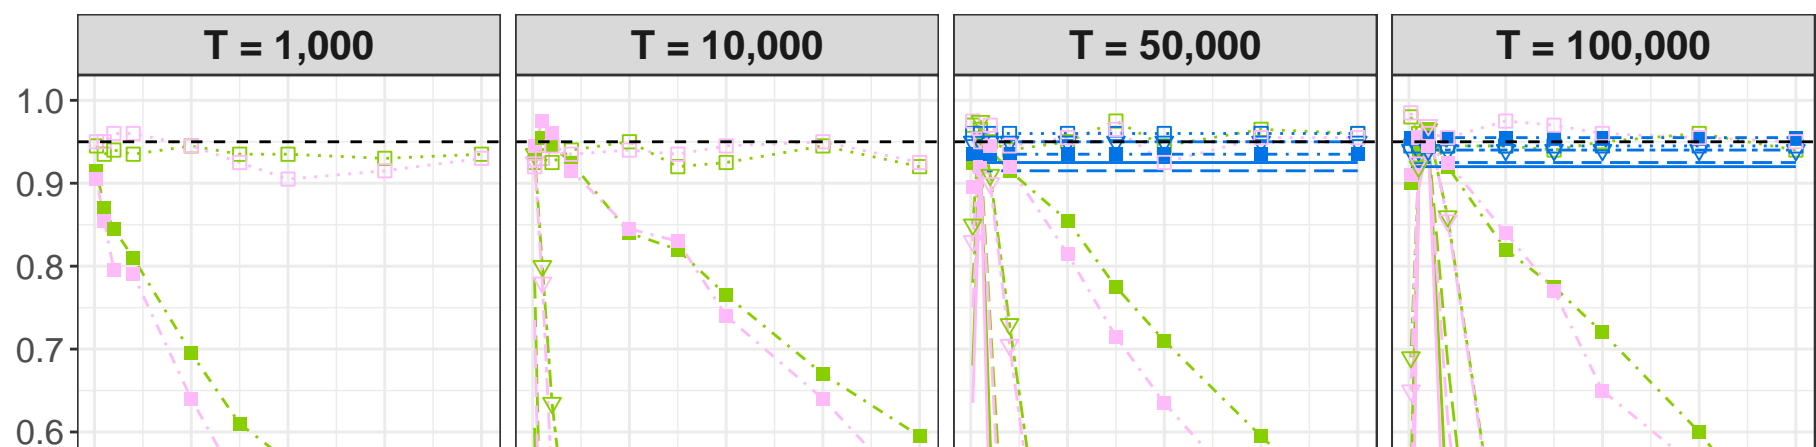 T = 1,000
T = 10,000
T = 50,000
T = 100,000
1.0
0.9
0.8
0.7
0.6